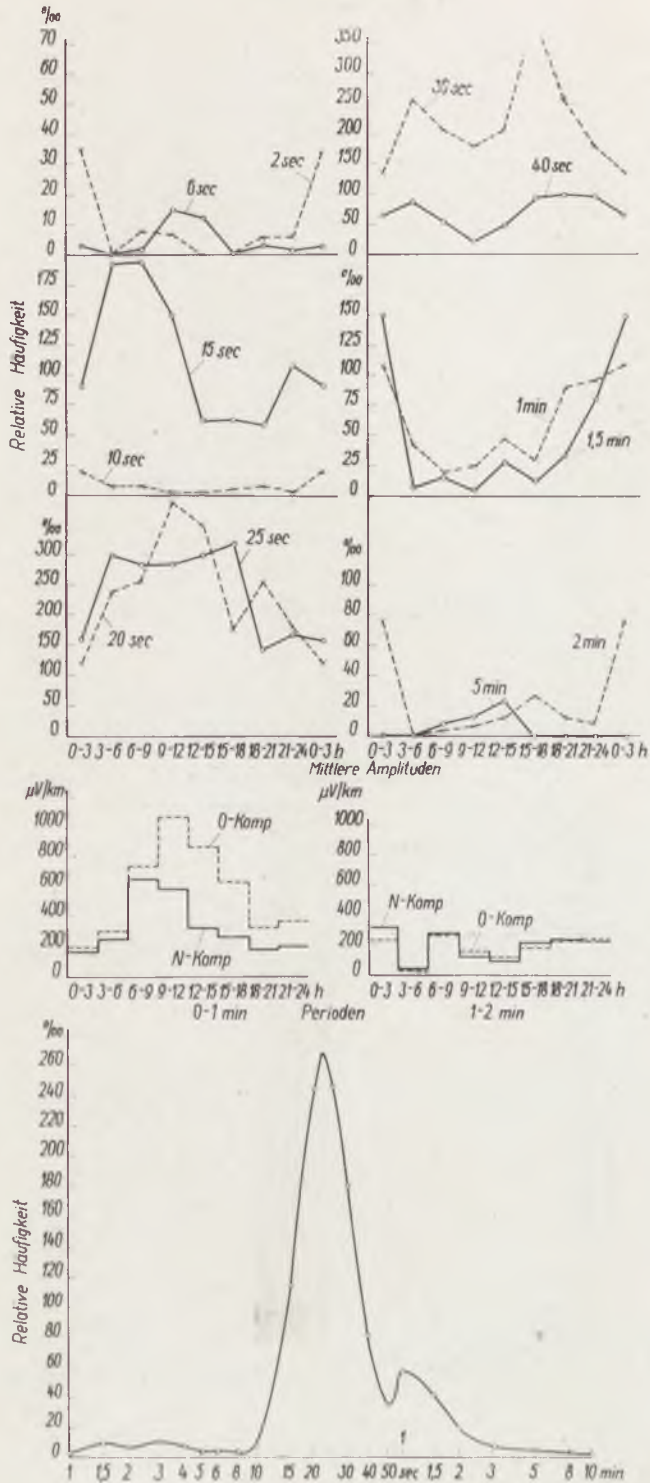 ⁰/₀₀
70
60
50
40
30
20
10
0
6 sec
2 sec
350
300
250
200
150
100
50
0
30 sec
40 sec
Relative Häufigkeit
175
150
125
100
75
50
25
0
15 sec
10 sec
⁰/₀₀
150
125
100
75
50
25
0
1 min
1,5 min
⁰/₀₀
300
250
200
150
100
50
0
25 sec
20 sec
⁰/₀₀
100
80
60
40
20
0
2 min
5 min
0-3 3-6 6-9 9-12 12-15 15-18 18-21 21-24 0-3 h
0-3 3-6 6-9 9-12 12-15 15-18 18-21 21-24 0-3 h
Mittlere Amplituden
µV/km
1000
800
600
400
200
0
O-Komp
N-Komp
µV/km
1000
800
600
400
200
0
N-Komp
O-Komp
0-3 3-6 6-9 9-12 12-15 15-18 18-21 21-24 h
0-3 3-6 6-9 9-12 12-15 15-18 18-21 21-24 h
0-1 min Perioden 1-2 min
⁰/₀₀
260
240
220
200
180
160
140
120
100
80
60
40
20
0
Relative Häufigkeit
1
1 1,5 2 3 4 5 6 8 10 15 20 30 40 50 sec 1,5 2 3 5 8 10 min